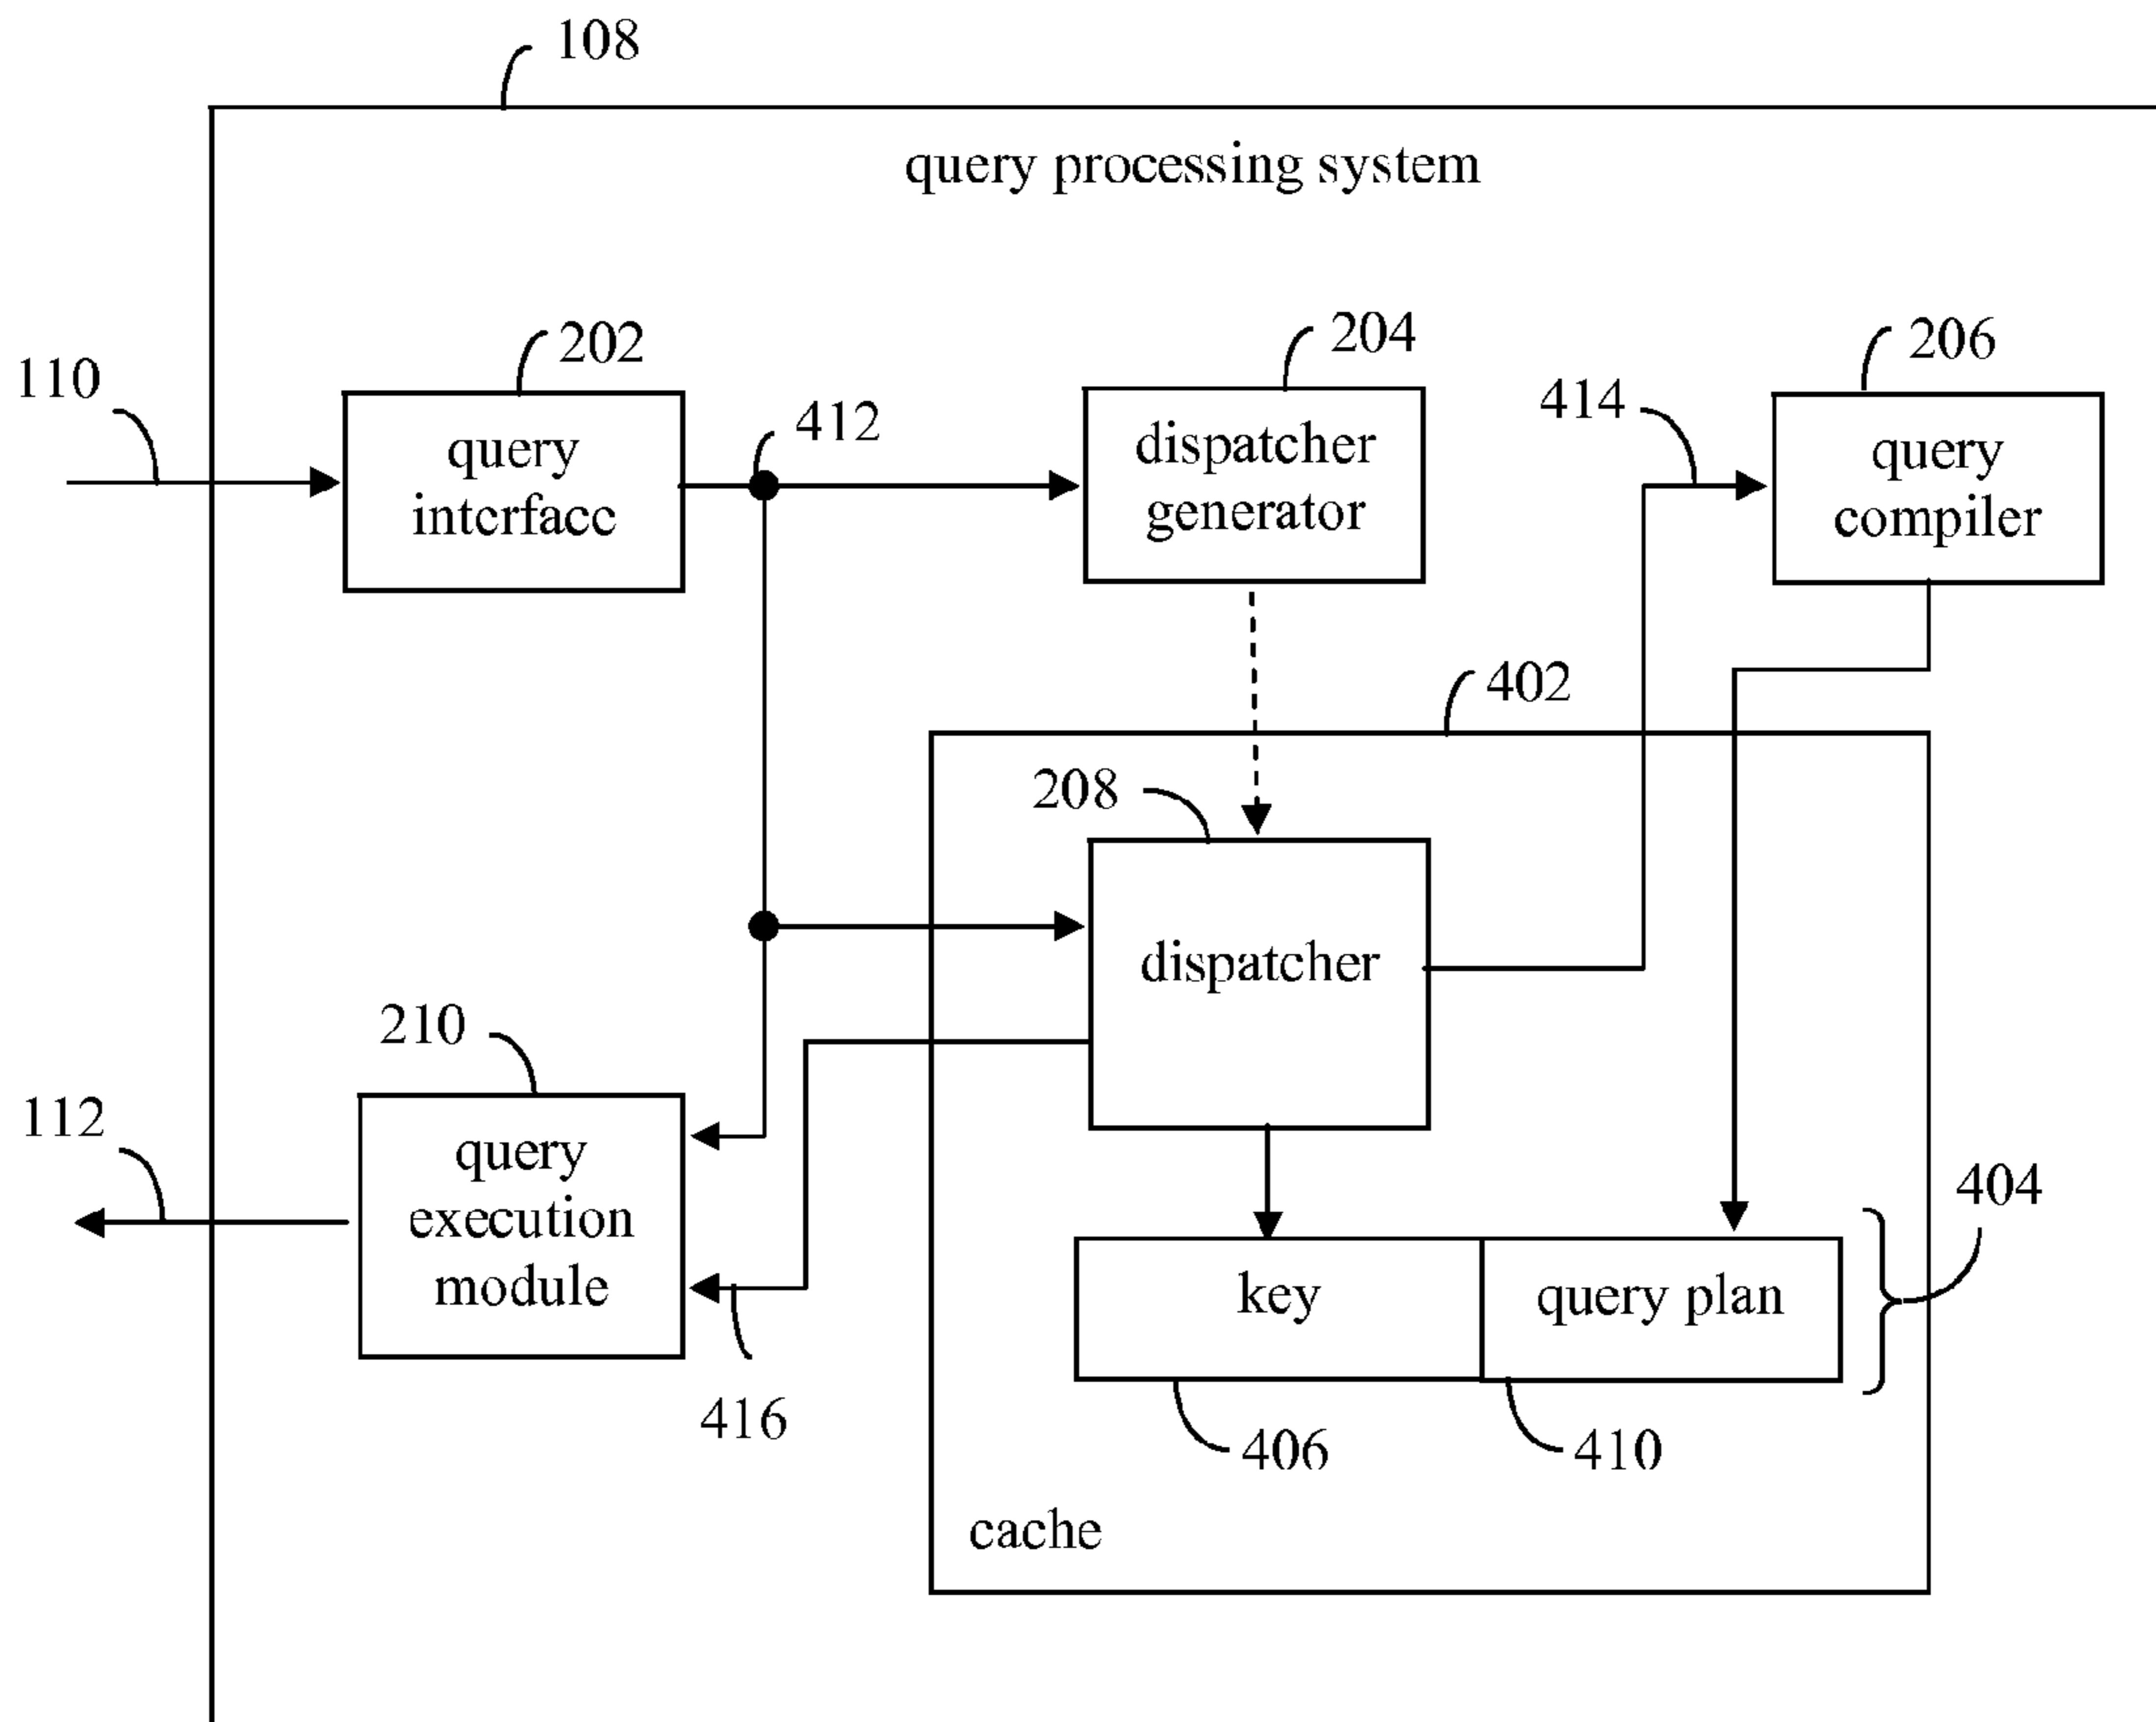 108
query processing system
110
202
query
interface
412
204
dispatcher
generator
414
206
query
compiler
402
208
dispatcher
210
query
execution
module
112
416
key
query plan
404
406
410
cache